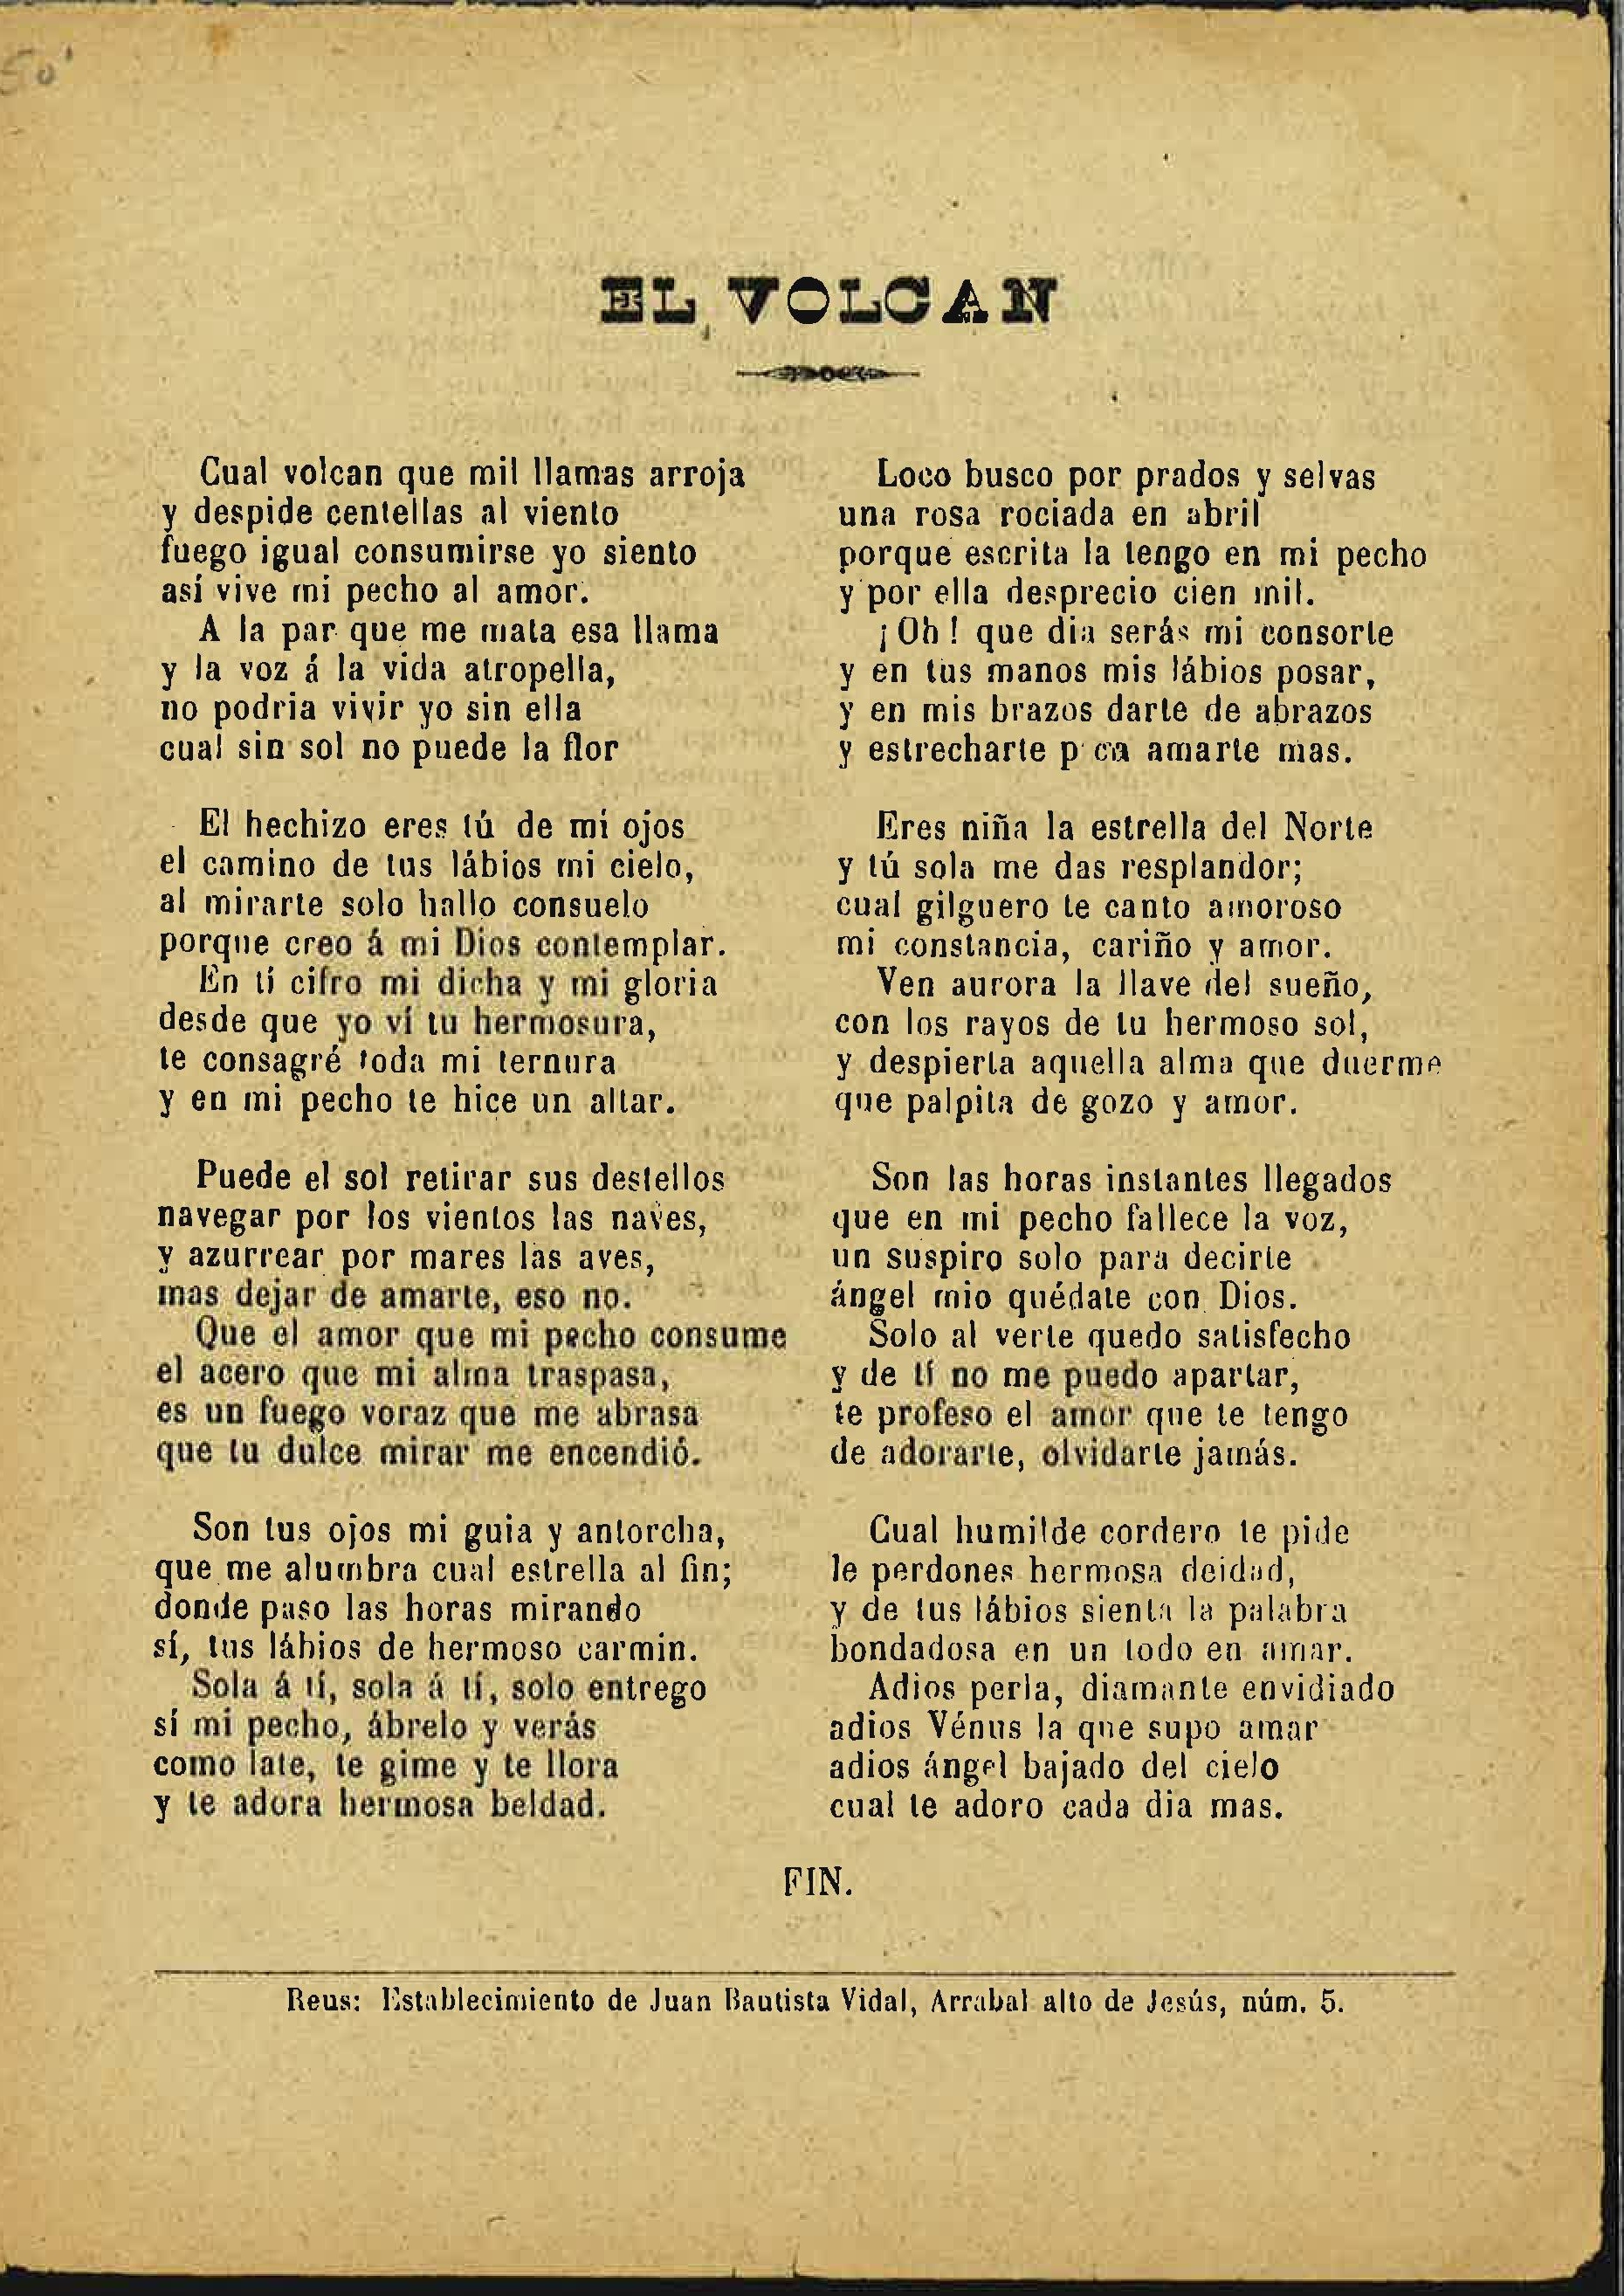 EL VOLCAN
Cual volcan que mil llamas arroja
y despide centellas al viento
fuego igual consumirse yo siento
así vive mi pecho al amor.
A la par que me mata esa llama
y la voz á la vida atropella,
no podria vivir yo sin ella
cual sin sol no puede la flor
El hechizo eres tú de mi ojos
el camino de tus lábios mi cielo,
al mirarte solo hallo consuelo
porque creo á mi Dios contemplar.
En tí cifro mi dicha y mi gloria
desde que yo ví tu hermosura,
te consagré toda mi ternura
y en mi pecho te hice un altar.
Puede el sol retirar sus destellos
navegar por los vientos las naves,
y azurrear por mares las aves,
mas dejar de amarte, eso no.
Que el amor que mi pecho consume
el acero que mi alma traspasa,
es un fuego voraz que me abrasa
que tu dulce mirar me encendió.
Son tus ojos mi guia y antorcha,
que me alumbra cual estrella al fin;
donde paso las horas mirando
sí, tus lábios de hermoso carmin.
Sola á tí, sola á tí, solo entrego
sí mi pecho, ábrelo y verás
como late, te gime y te llora
y te adora hermosa beldad.
Loco busco por prados y selvas
una rosa rociada en abril
porque escrita la tengo en mi pecho
y por ella desprecio cien mil.
¡Oh! que dia serás mi consorte
y en tus manos mis lábios posar,
y en mis brazos darte de abrazos
y estrecharte amarte mas.
Eres niña la estrella del Norte
y tú sola me das resplandor;
cual gilguero te canto amoroso
mi constancia, cariño y amor.
Ven aurora la llave del sueño,
con los rayos de tu hermoso sol,
y despierta aquella alma que duerme
que palpita de gozo y amor.
Son las horas instantes llegados
que en mi pecho fallece la voz,
un suspiro solo para decirte
ángel mio quédate con Dios.
Solo al verte quedo satisfecho
y de tí no me puedo apartar,
te profeso el amor que te tengo
de adorarte, olvidarte jamás.
Cual humilde cordero te pide
le perdones hermosa deidad,
y de tus lábios sienta la palabra
bondadosa en un todo en amar.
Adios perla, diamante envidiado
adios Vénus la que supo amar
adios ángel bajado del cielo
cual te adoro cada dia mas.
FIN.
Reus: Establecimiento de Juan Bautista Vidal, Arrabal alto de Jesús, núm. 5.